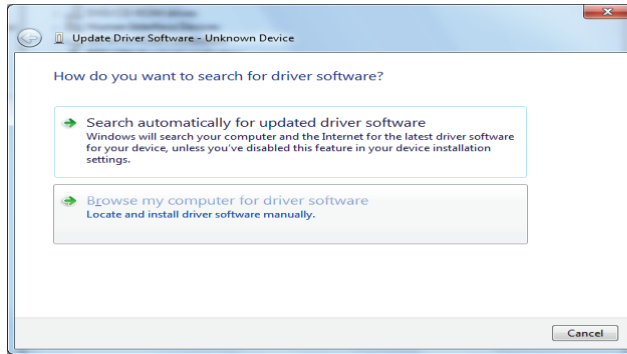 Update Driver Software - Unknown Device
How do you want to search for driver software?
Search automatically for updated driver software
Windows will search your computer and the Internet for the latest driver software
for your device, unless you've disabled this feature in your device installation
settings.
Browse my computer for driver software
Locate and install driver software manually.
Cancel